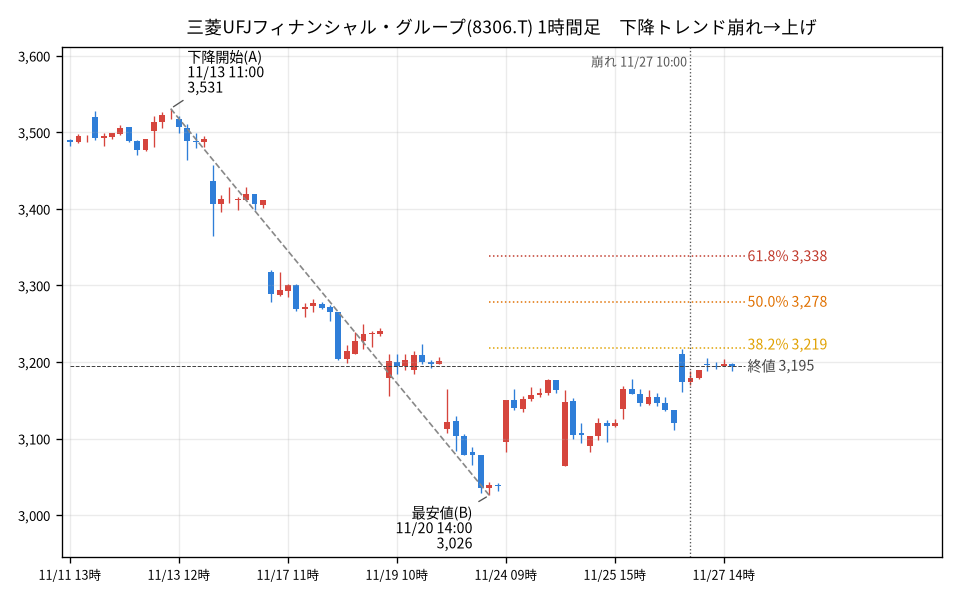 三菱UFJフィナンシャル・グループ(8306.T) 1時間足　下降トレンド崩れ→上げ
下降開始(A)
11/13 11:00
3,531
崩れ 11/27 10:00
3,600
3,500
3,400
3,300
3,200
3,100
3,000
61.8% 3,338
50.0% 3,278
38.2% 3,219
終値 3,195
最安値(B)
11/20 14:00
3,026
11/11 13時
11/13 12時
11/17 11時
11/19 10時
11/24 09時
11/25 15時
11/27 14時